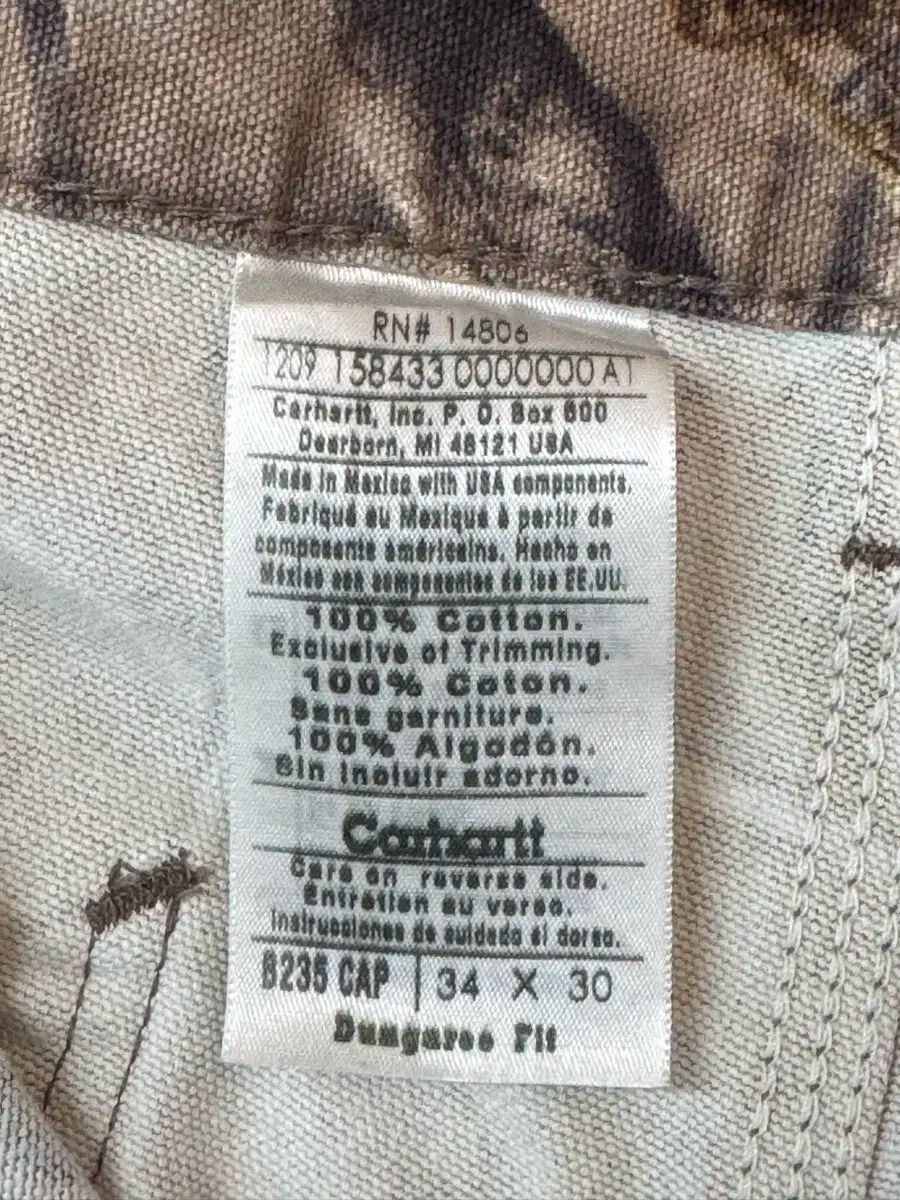 RN# 14806
1209 158433 0000000 A1
Carhartt, Inc. P. O. Box 600
Dearborn, MI 48121 USA
Made in Mexico with USA components.
Fabriqué au Mexique à partir de
composants américains. Hecho en
México con componentes de los EE.UU.
100% Cotton.
Exclusive of Trimming.
100% Coton.
Sans garniture.
100% Algodón.
Sin incluir adorno.
Carhartt
Care on reverse side.
Entretien au verso.
Instrucciones de cuidado al dorso.
B235 CAP 34 X 30
Dungaree Fit